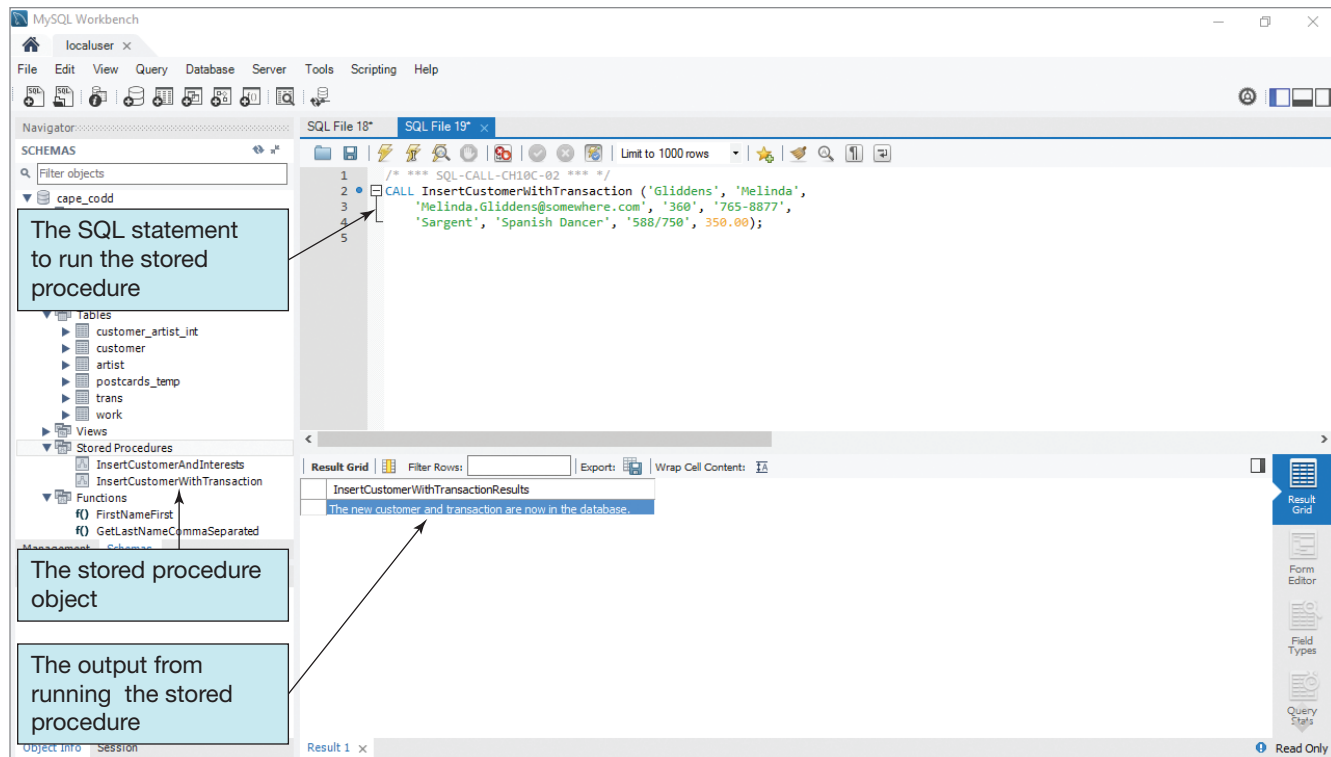 MySQL Workbench
localuser ×
File Edit View Query Database Server Tools Scripting Help
Navigator
SCHEMAS
Filter objects
cape_codd
The SQL statement
to run the stored
procedure
Tables
customer_artist_int
customer
artist
postcards_temp
trans
work
Views
Stored Procedures
InsertCustomerAndInterests
InsertCustomerWithTransaction
Functions
f() FirstNameFirst
f() GetLastNameCommaSeparated
Management Schemas
The stored procedure
object
The output from
running the stored
procedure
Object Info Session
SQL File 18* SQL File 19* ×
Limit to 1000 rows
1 /* *** SQL-CALL-CH10C-02 *** */
2 CALL InsertCustomerWithTransaction ('Gliddens', 'Melinda',
3 'Melinda.Gliddens@somewhere.com', '360', '765-8877',
4 'Sargent', 'Spanish Dancer', '588/750', 350.00);
5
Result Grid Filter Rows: Export: Wrap Cell Content: IA
InsertCustomerWithTransactionResults
The new customer and transaction are now in the database.
Result
Grid
Form
Editor
Field
Types
Query
Stats
Result 1 ×
Read Only